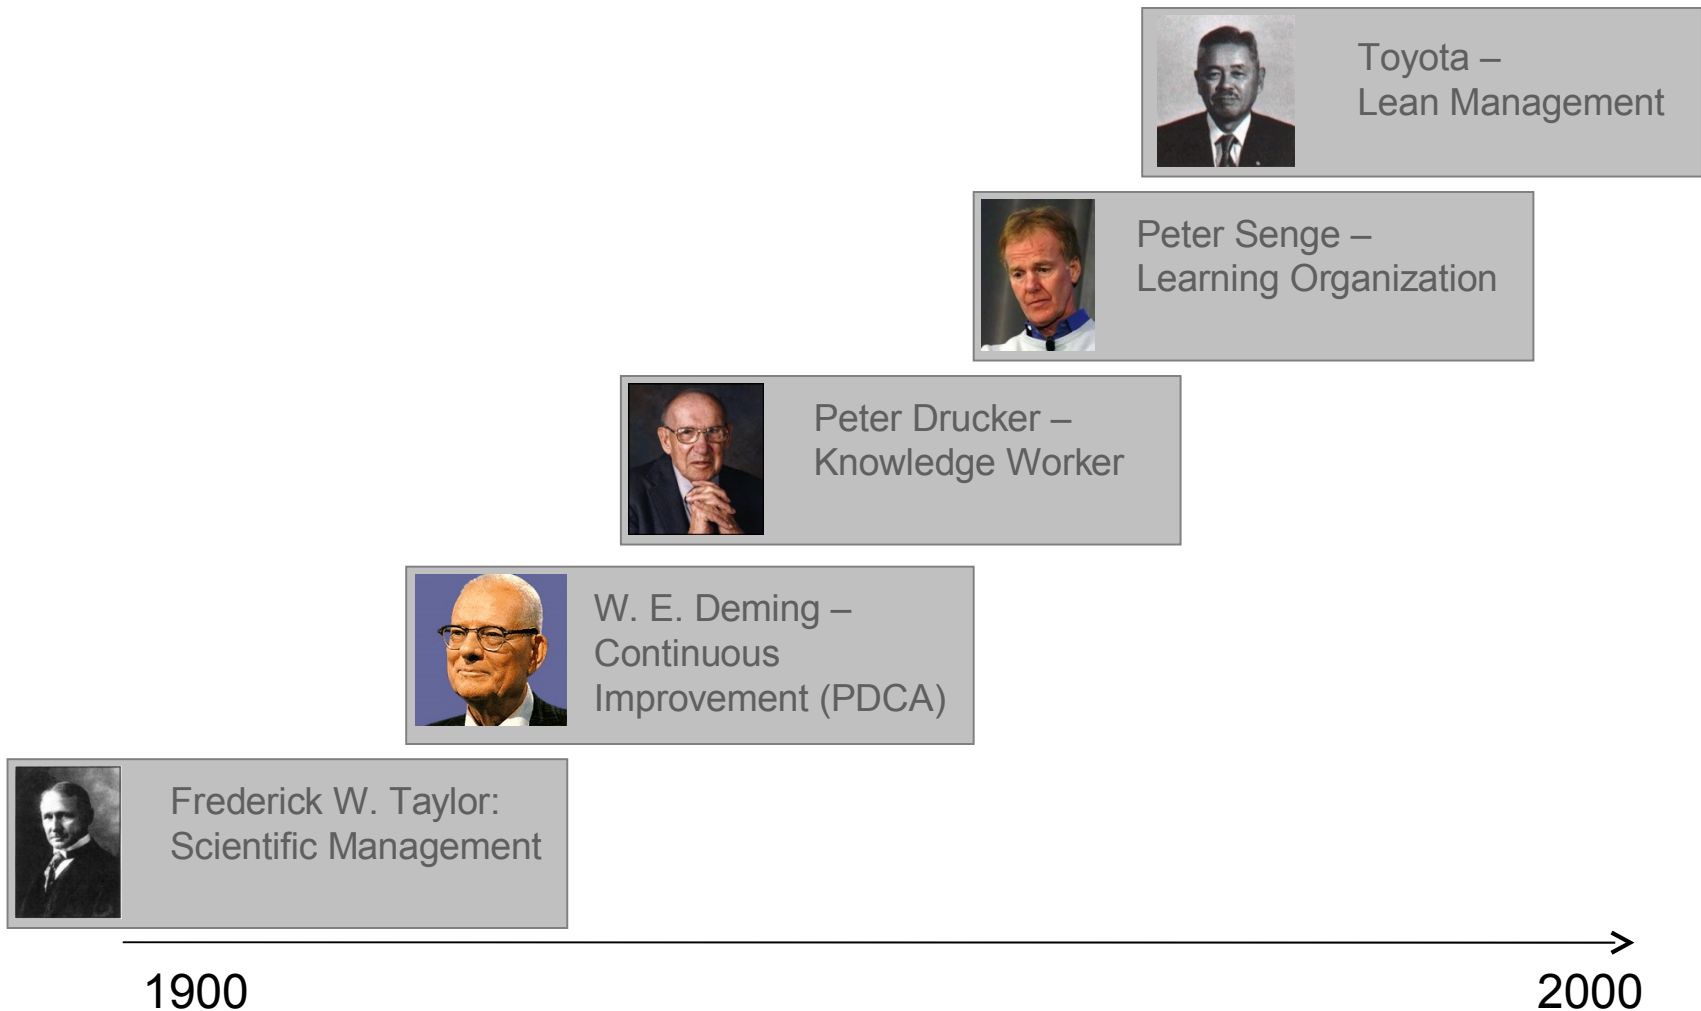 Toyota –
Lean Management
Peter Senge –
Learning Organization
Peter Drucker –
Knowledge Worker
W. E. Deming –
Continuous
Improvement (PDCA)
Frederick W. Taylor:
Scientific Management
1900
2000